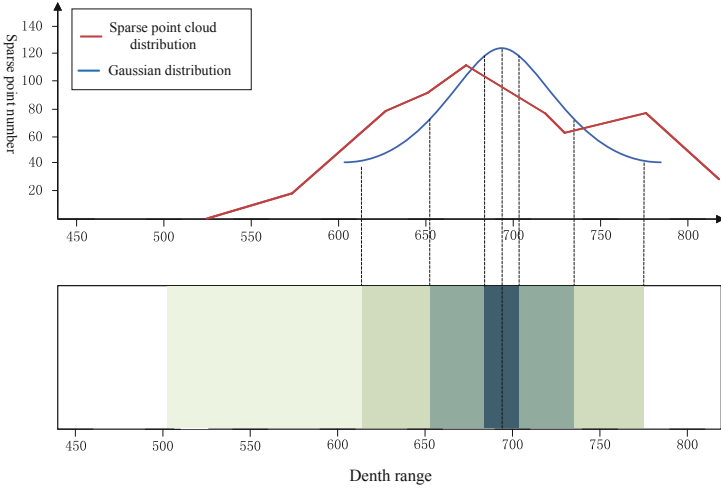 Sparse point cloud
distribution
Gaussian distribution
Sparse point number
140
120
100
80
60
40
20
450 500 550 600 650 700 750 800
450 500 550 600 650 700 750 800
Denth range